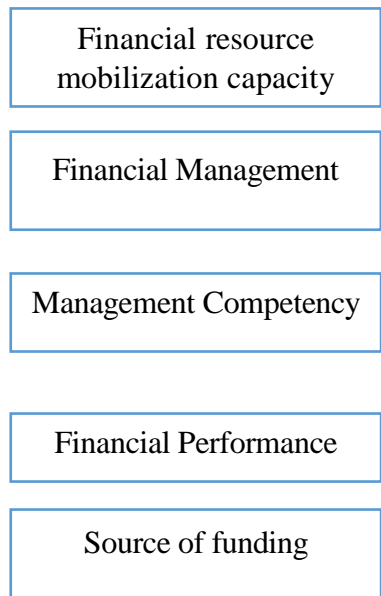 Financial resource
mobilization capacity
Financial Management
Management Competency
Financial Performance
Source of funding